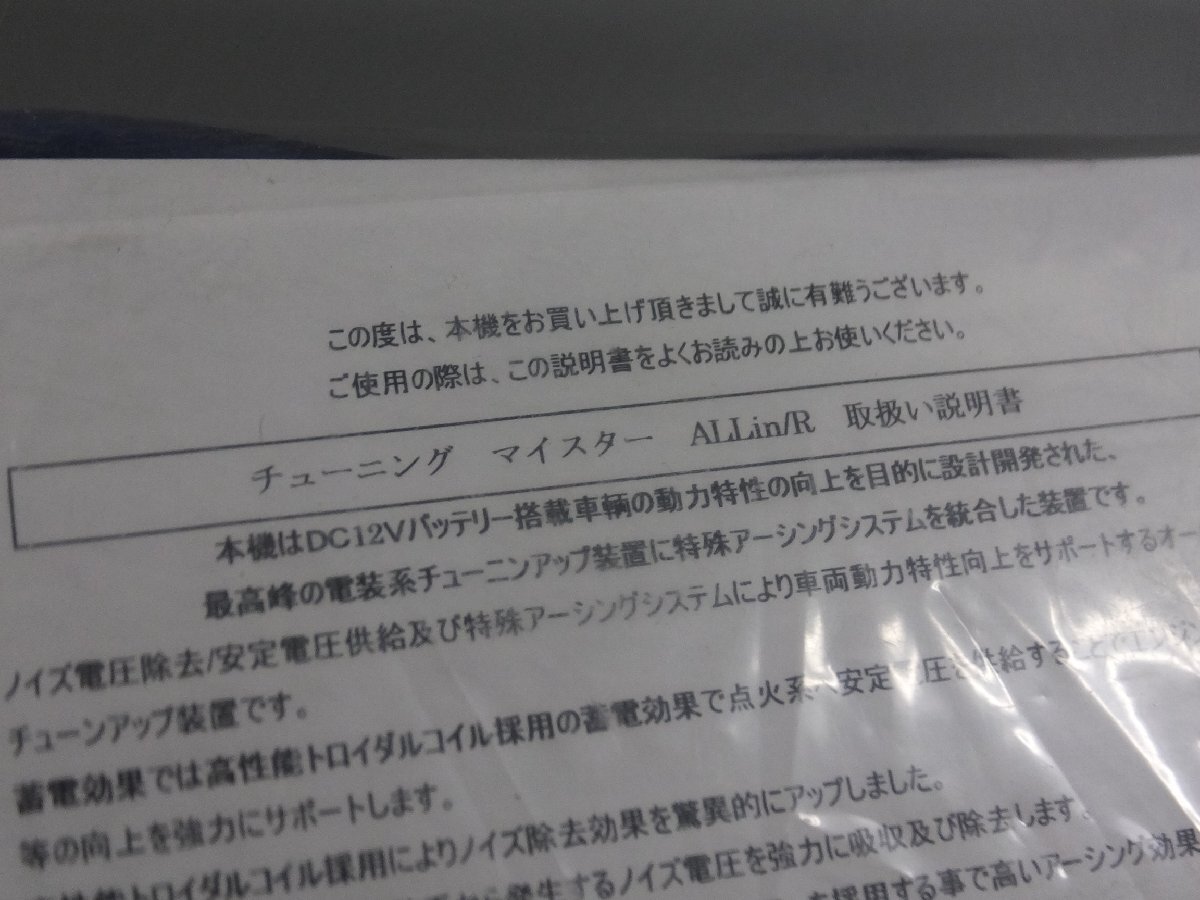 この度は、本機をお買い上げ頂きまして誠に有難うございます。
ご使用の際は、この説明書をよくお読みの上お使いください。
チューニング マイスター ALLin/R 取扱い説明書
本機はDC12Vバッテリー搭載車輌の動力特性の向上を目的に設計開発された、
最高峰の電装系チューニンアップ装置に特殊アーシングシステムを統合した装置です。
ノイズ電圧除去/安定電圧供給及び特殊アーシングシステムにより車両動力特性向上をサポートするオー
チューンアップ装置です。
蓄電効果では高性能トロイダルコイル採用の蓄電効果で点火系へ安定 圧を供給することで
等の向上を強力にサポートします。
性能トロイダルコイル採用によりノイズ除去効果を驚異的にアップしました。
から発生するノイズ電圧を強力に吸収及び除去します。
を採用する事で高いアーシング効果